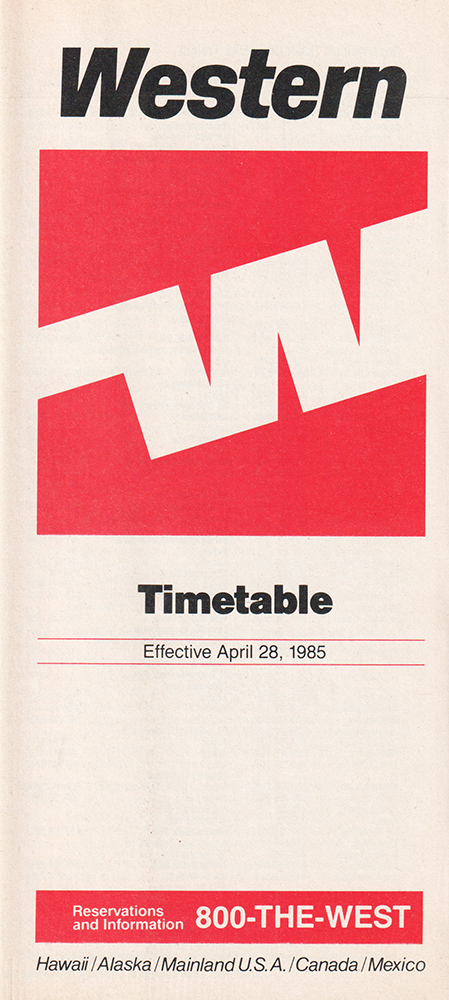 Western
Timetable
Effective April 28, 1985
Reservations
and Information 800-THE-WEST
Hawaii/Alaska/Mainland U.S.A./Canada/Mexico